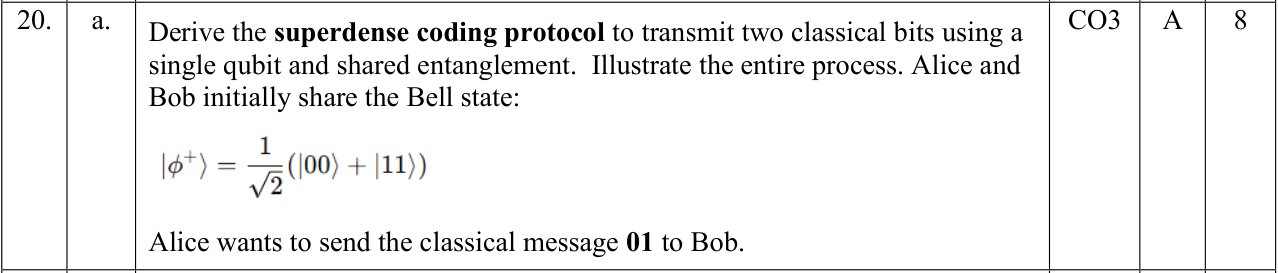 20. a. Derive the superdense coding protocol to transmit two classical bits using a CO3 A 8
single qubit and shared entanglement. Illustrate the entire process. Alice and
Bob initially share the Bell state:
|ϕ⁺⟩ = 1/√2 (|00⟩ + |11⟩)
Alice wants to send the classical message 01 to Bob.